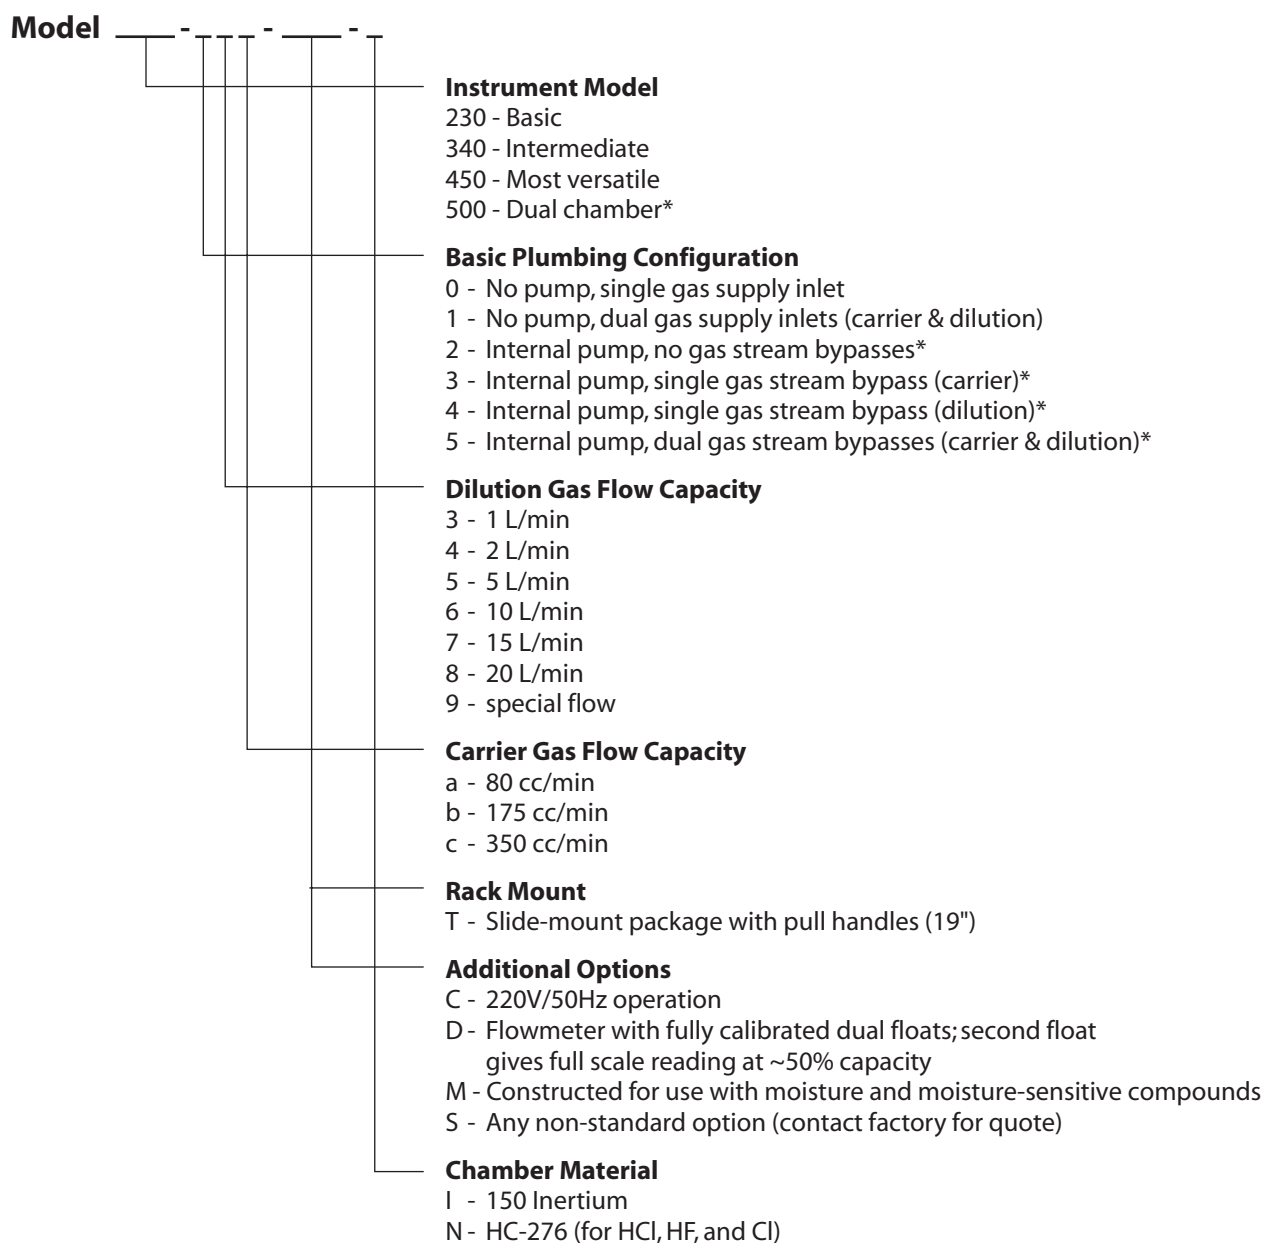 Model ____ - _ _ _ - ____ - _
Instrument Model
230 - Basic
340 - Intermediate
450 - Most versatile
500 - Dual chamber*
Basic Plumbing Configuration
0 - No pump, single gas supply inlet
1 - No pump, dual gas supply inlets (carrier & dilution)
2 - Internal pump, no gas stream bypasses*
3 - Internal pump, single gas stream bypass (carrier)*
4 - Internal pump, single gas stream bypass (dilution)*
5 - Internal pump, dual gas stream bypasses (carrier & dilution)*
Dilution Gas Flow Capacity
3 - 1 L/min
4 - 2 L/min
5 - 5 L/min
6 - 10 L/min
7 - 15 L/min
8 - 20 L/min
9 - special flow
Carrier Gas Flow Capacity
a - 80 cc/min
b - 175 cc/min
c - 350 cc/min
Rack Mount
T - Slide-mount package with pull handles (19")
Additional Options
C - 220V/50Hz operation
D - Flowmeter with fully calibrated dual floats; second float
gives full scale reading at ~50% capacity
M - Constructed for use with moisture and moisture-sensitive compounds
S - Any non-standard option (contact factory for quote)
Chamber Material
I - 150 Inertium
N - HC-276 (for HCl, HF, and Cl)